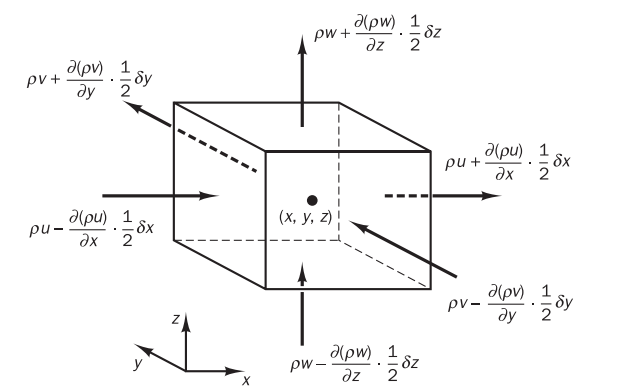 ρw + ∂(ρw)/∂z · 1/2 δz
ρv + ∂(ρv)/∂y · 1/2 δy
ρu + ∂(ρu)/∂x · 1/2 δx
(x, y, z)
ρu − ∂(ρu)/∂x · 1/2 δx
ρv − ∂(ρv)/∂y · 1/2 δy
z
y
x
ρw − ∂(ρw)/∂z · 1/2 δz